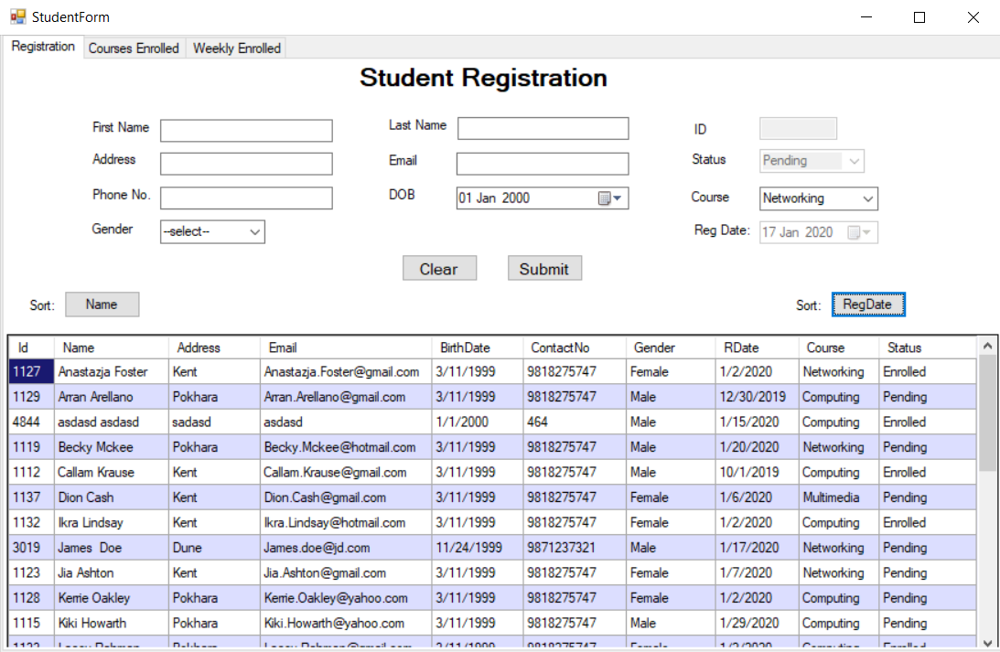 StudentForm
Registration Courses Enrolled Weekly Enrolled
Student Registration
First Name Last Name ID
Address Email Status Pending
Phone No. DOB 01 Jan 2000 Course Networking
Gender --select-- Reg Date: 17 Jan 2020
Clear Submit
Sort: Name Sort: RegDate
Id Name Address Email BirthDate ContactNo Gender RDate Course Status
1127 Anastazja Foster Kent Anastazja.Foster@gmail.com 3/11/1999 9818275747 Female 1/2/2020 Networking Enrolled
1129 Arran Arellano Pokhara Arran.Arellano@gmail.com 3/11/1999 9818275747 Male 12/30/2019 Computing Pending
4844 asdasd asdasd sadasd asdasd 1/1/2000 464 Male 1/15/2020 Computing Enrolled
1119 Becky Mckee Pokhara Becky.Mckee@hotmail.com 3/11/1999 9818275747 Male 1/20/2020 Networking Pending
1112 Callam Krause Kent Callam.Krause@gmail.com 3/11/1999 9818275747 Male 10/1/2019 Computing Enrolled
1137 Dion Cash Kent Dion.Cash@gmail.com 3/11/1999 9818275747 Female 1/6/2020 Multimedia Pending
1132 Ikra Lindsay Kent Ikra.Lindsay@hotmail.com 3/11/1999 9818275747 Female 1/2/2020 Computing Enrolled
3019 James Doe Dune James.doe@jd.com 11/24/1999 9871237321 Male 1/17/2020 Networking Pending
1123 Jia Ashton Kent Jia.Ashton@gmail.com 3/11/1999 9818275747 Female 1/7/2020 Networking Pending
1128 Kerrie Oakley Pokhara Kerrie.Oakley@yahoo.com 3/11/1999 9818275747 Female 1/2/2020 Computing Pending
1115 Kiki Howarth Pokhara Kiki.Howarth@yahoo.com 3/11/1999 9818275747 Male 1/29/2020 Computing Pending